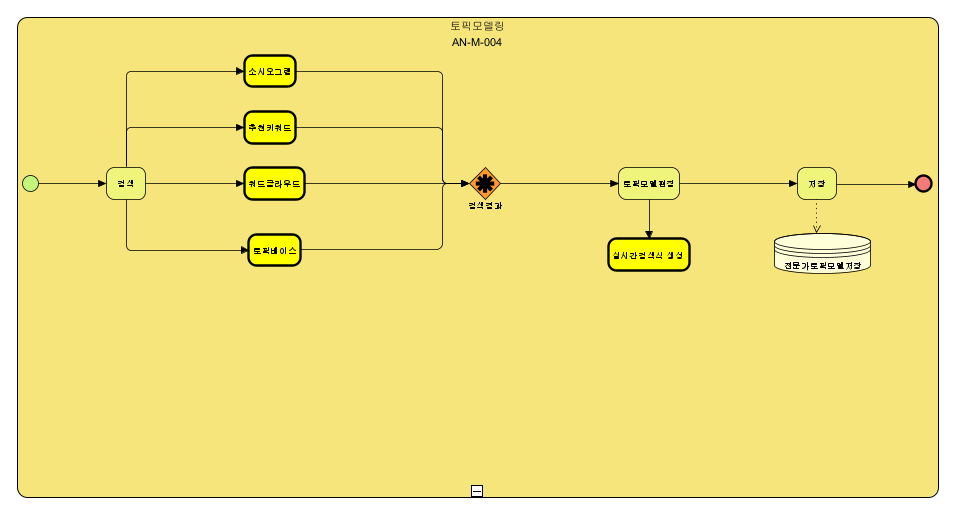 토픽모델링
AN-M-004
소시오그램
추천키워드
검색
워드클라우드
토픽베이스
검색결과
토픽모델편집
실시간검색식 생성
저장
전문가토픽모델저장